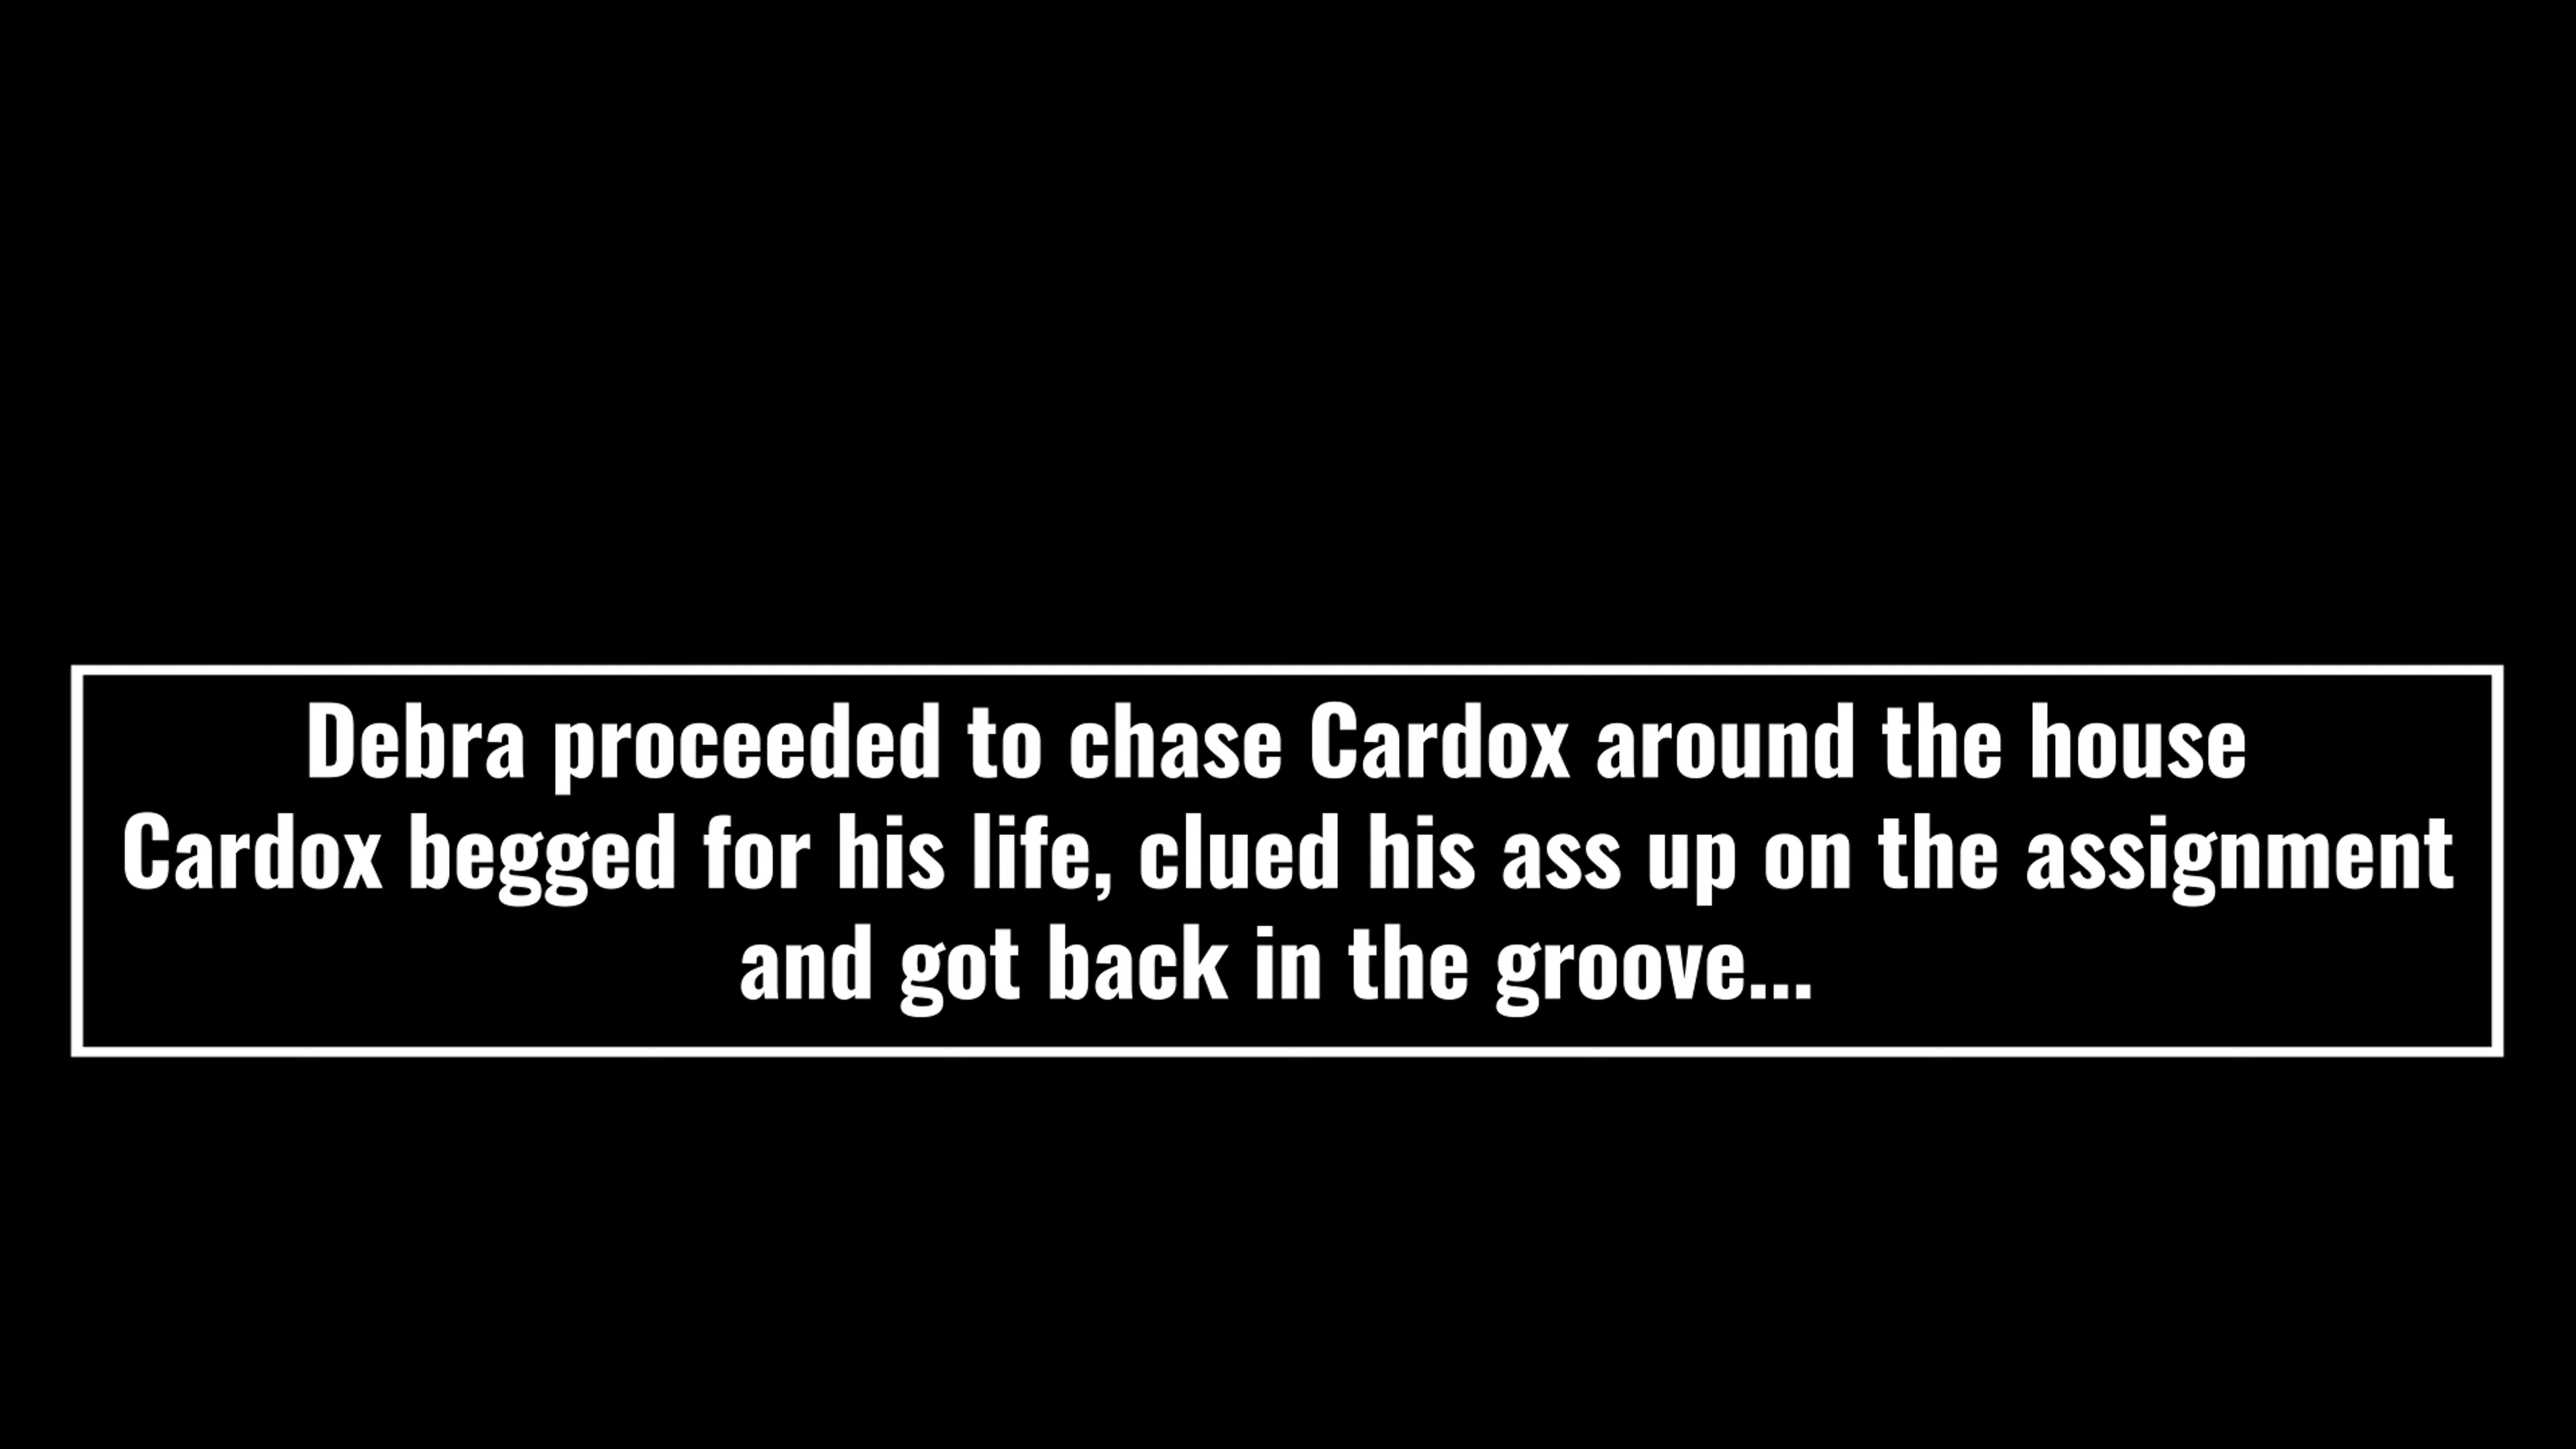 Debra proceeded to chase Cardox around the house
Cardox begged for his life, clued his ass up on the assignment
and got back in the groove...